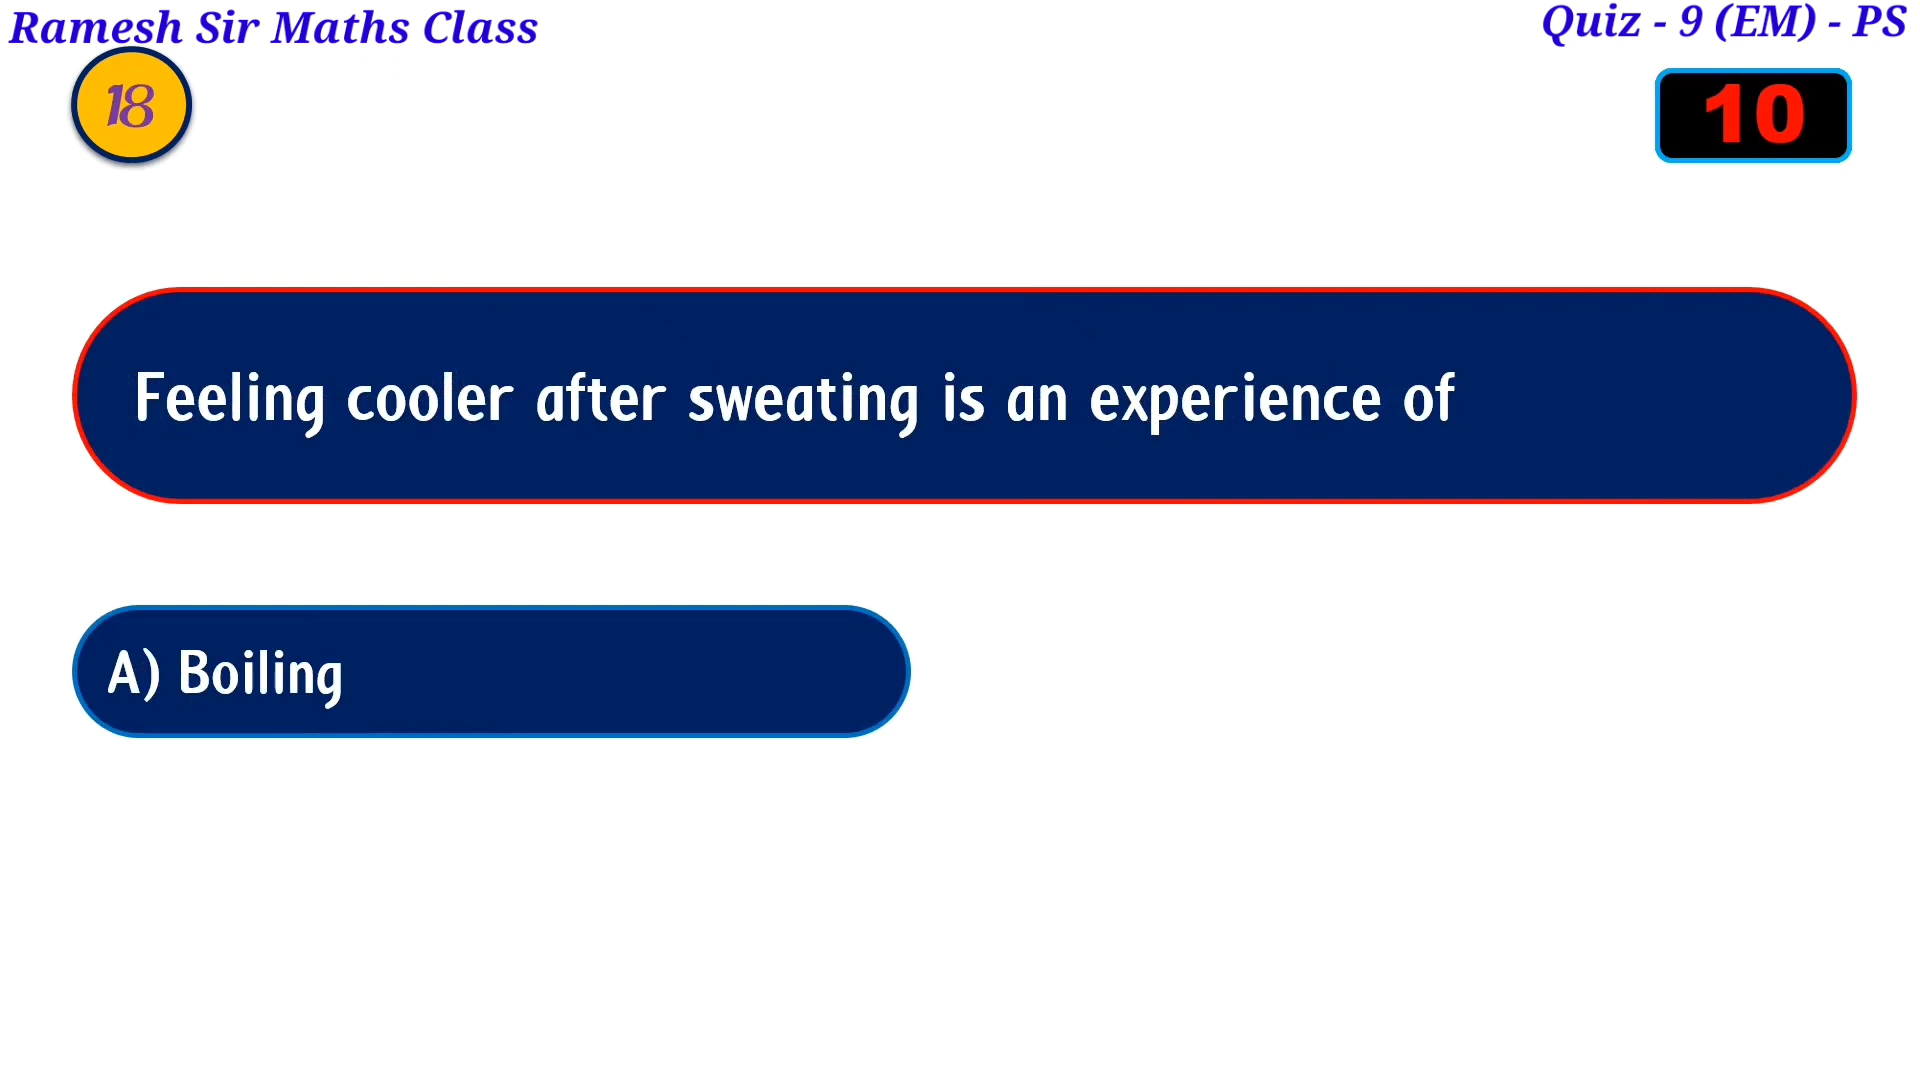 Ramesh Sir Maths Class
Quiz - 9 (EM) - PS
18
10
Feeling cooler after sweating is an experience of
A) Boiling